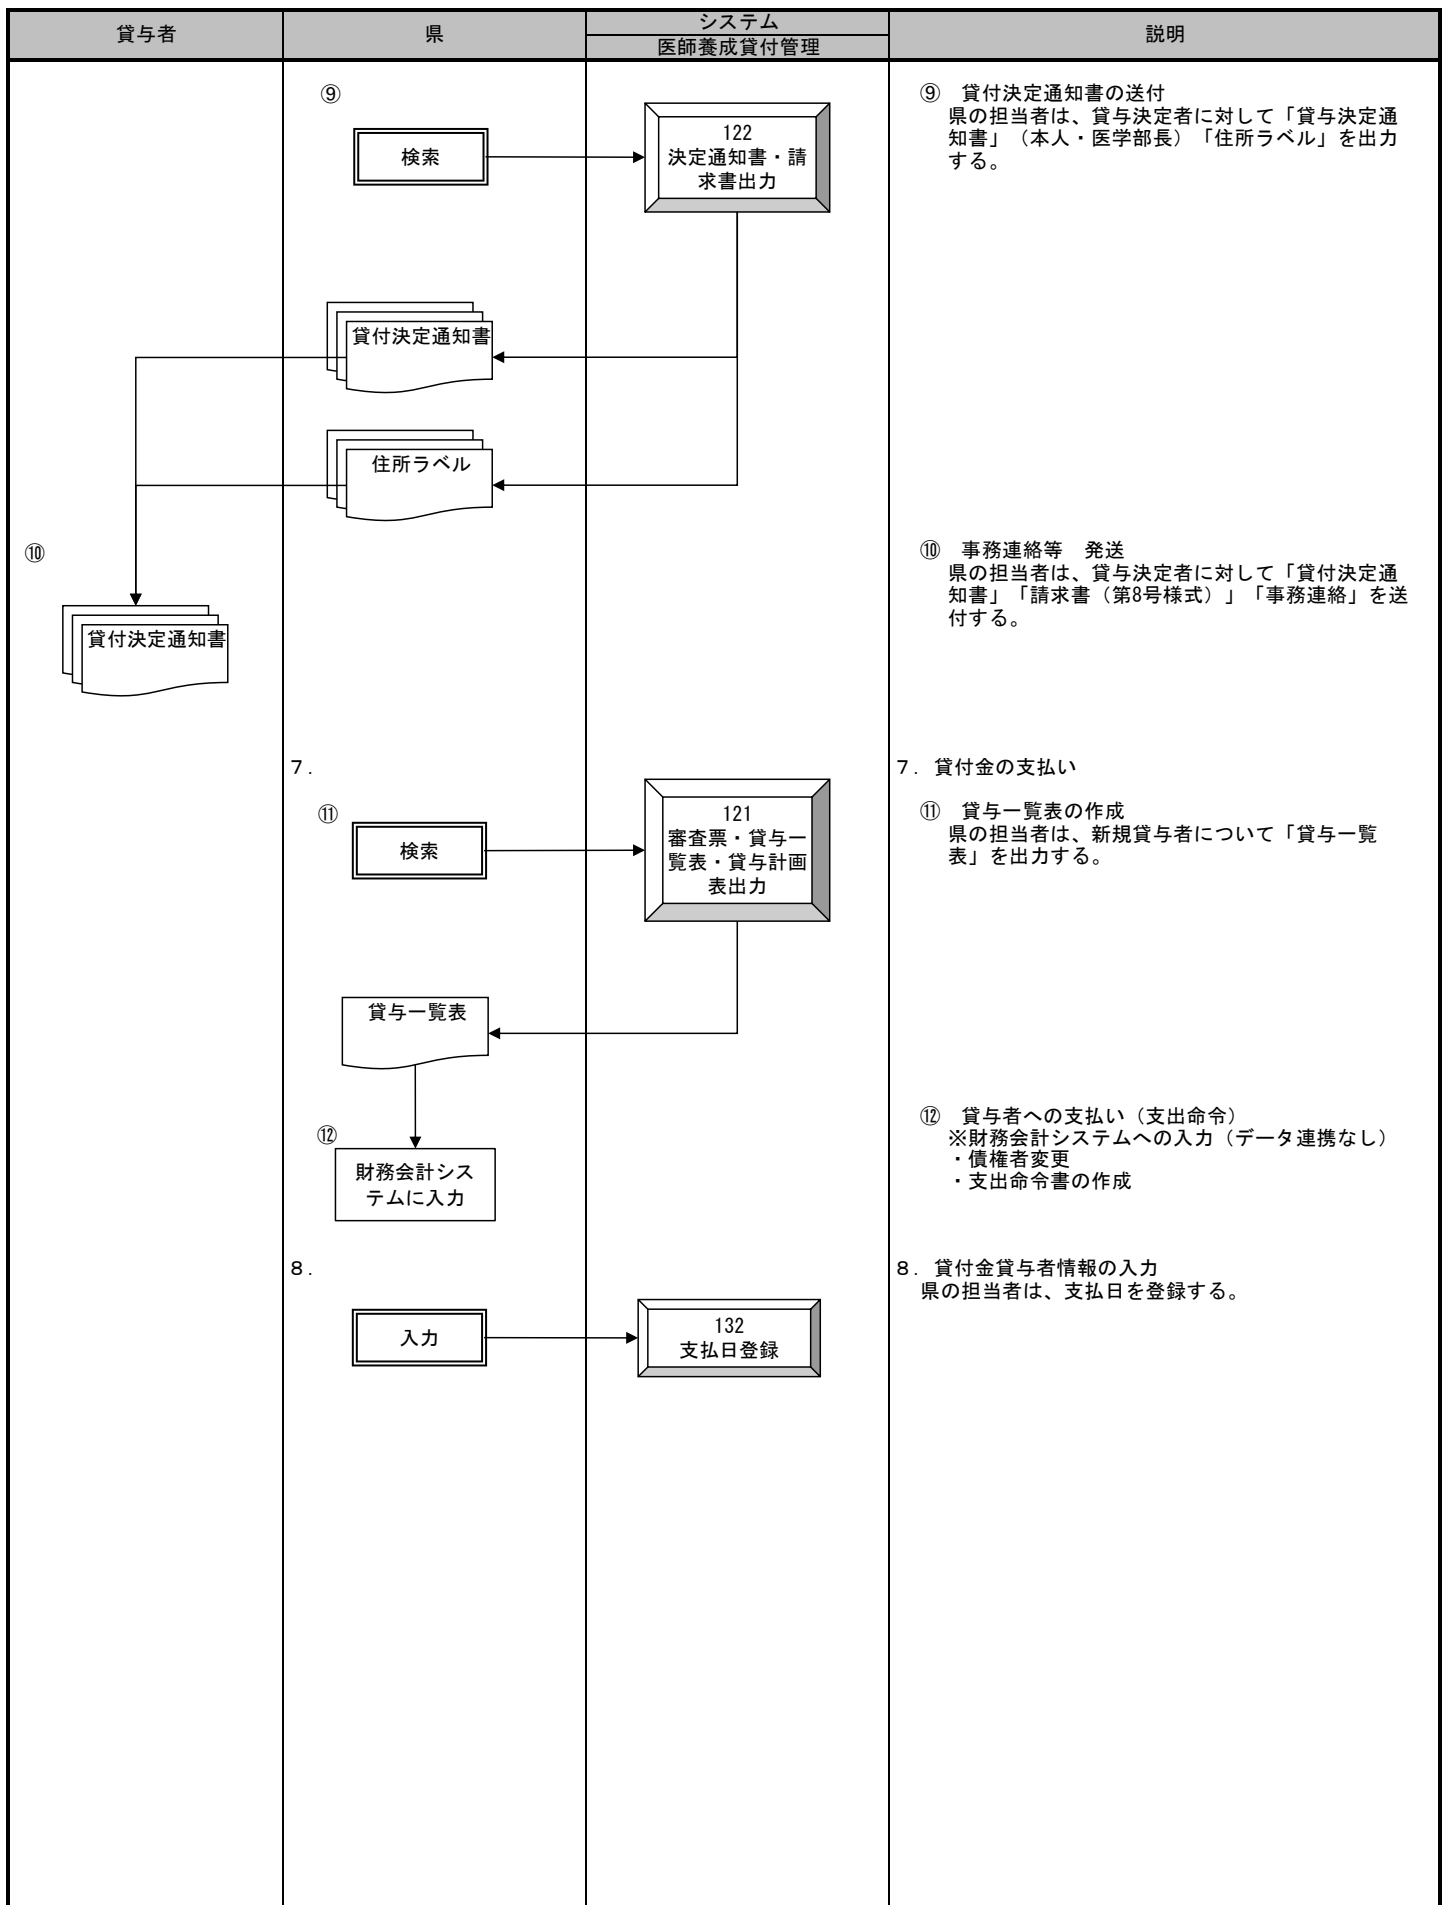 貸与者
県
システム
医師養成貸付管理
説明
⑨
検索
122
決定通知書・請
求書出力
⑨　貸付決定通知書の送付
県の担当者は、貸与決定者に対して「貸与決定通
知書」（本人・医学部長）「住所ラベル」を出力
する。
貸付決定通知書
住所ラベル
⑩
貸付決定通知書
⑩　事務連絡等　発送
県の担当者は、貸与決定者に対して「貸付決定通
知書」「請求書（第8号様式）」「事務連絡」を送
付する。
７．
７．貸付金の支払い
⑪
検索
121
審査票・貸与一
覧表・貸与計画
表出力
⑪　貸与一覧表の作成
県の担当者は、新規貸与者について「貸与一覧
表」を出力する。
貸与一覧表
⑫
財務会計シス
テムに入力
⑫　貸与者への支払い（支出命令）
※財務会計システムへの入力（データ連携なし）
・債権者変更
・支出命令書の作成
８．
入力
132
支払日登録
８．貸付金貸与者情報の入力
県の担当者は、支払日を登録する。